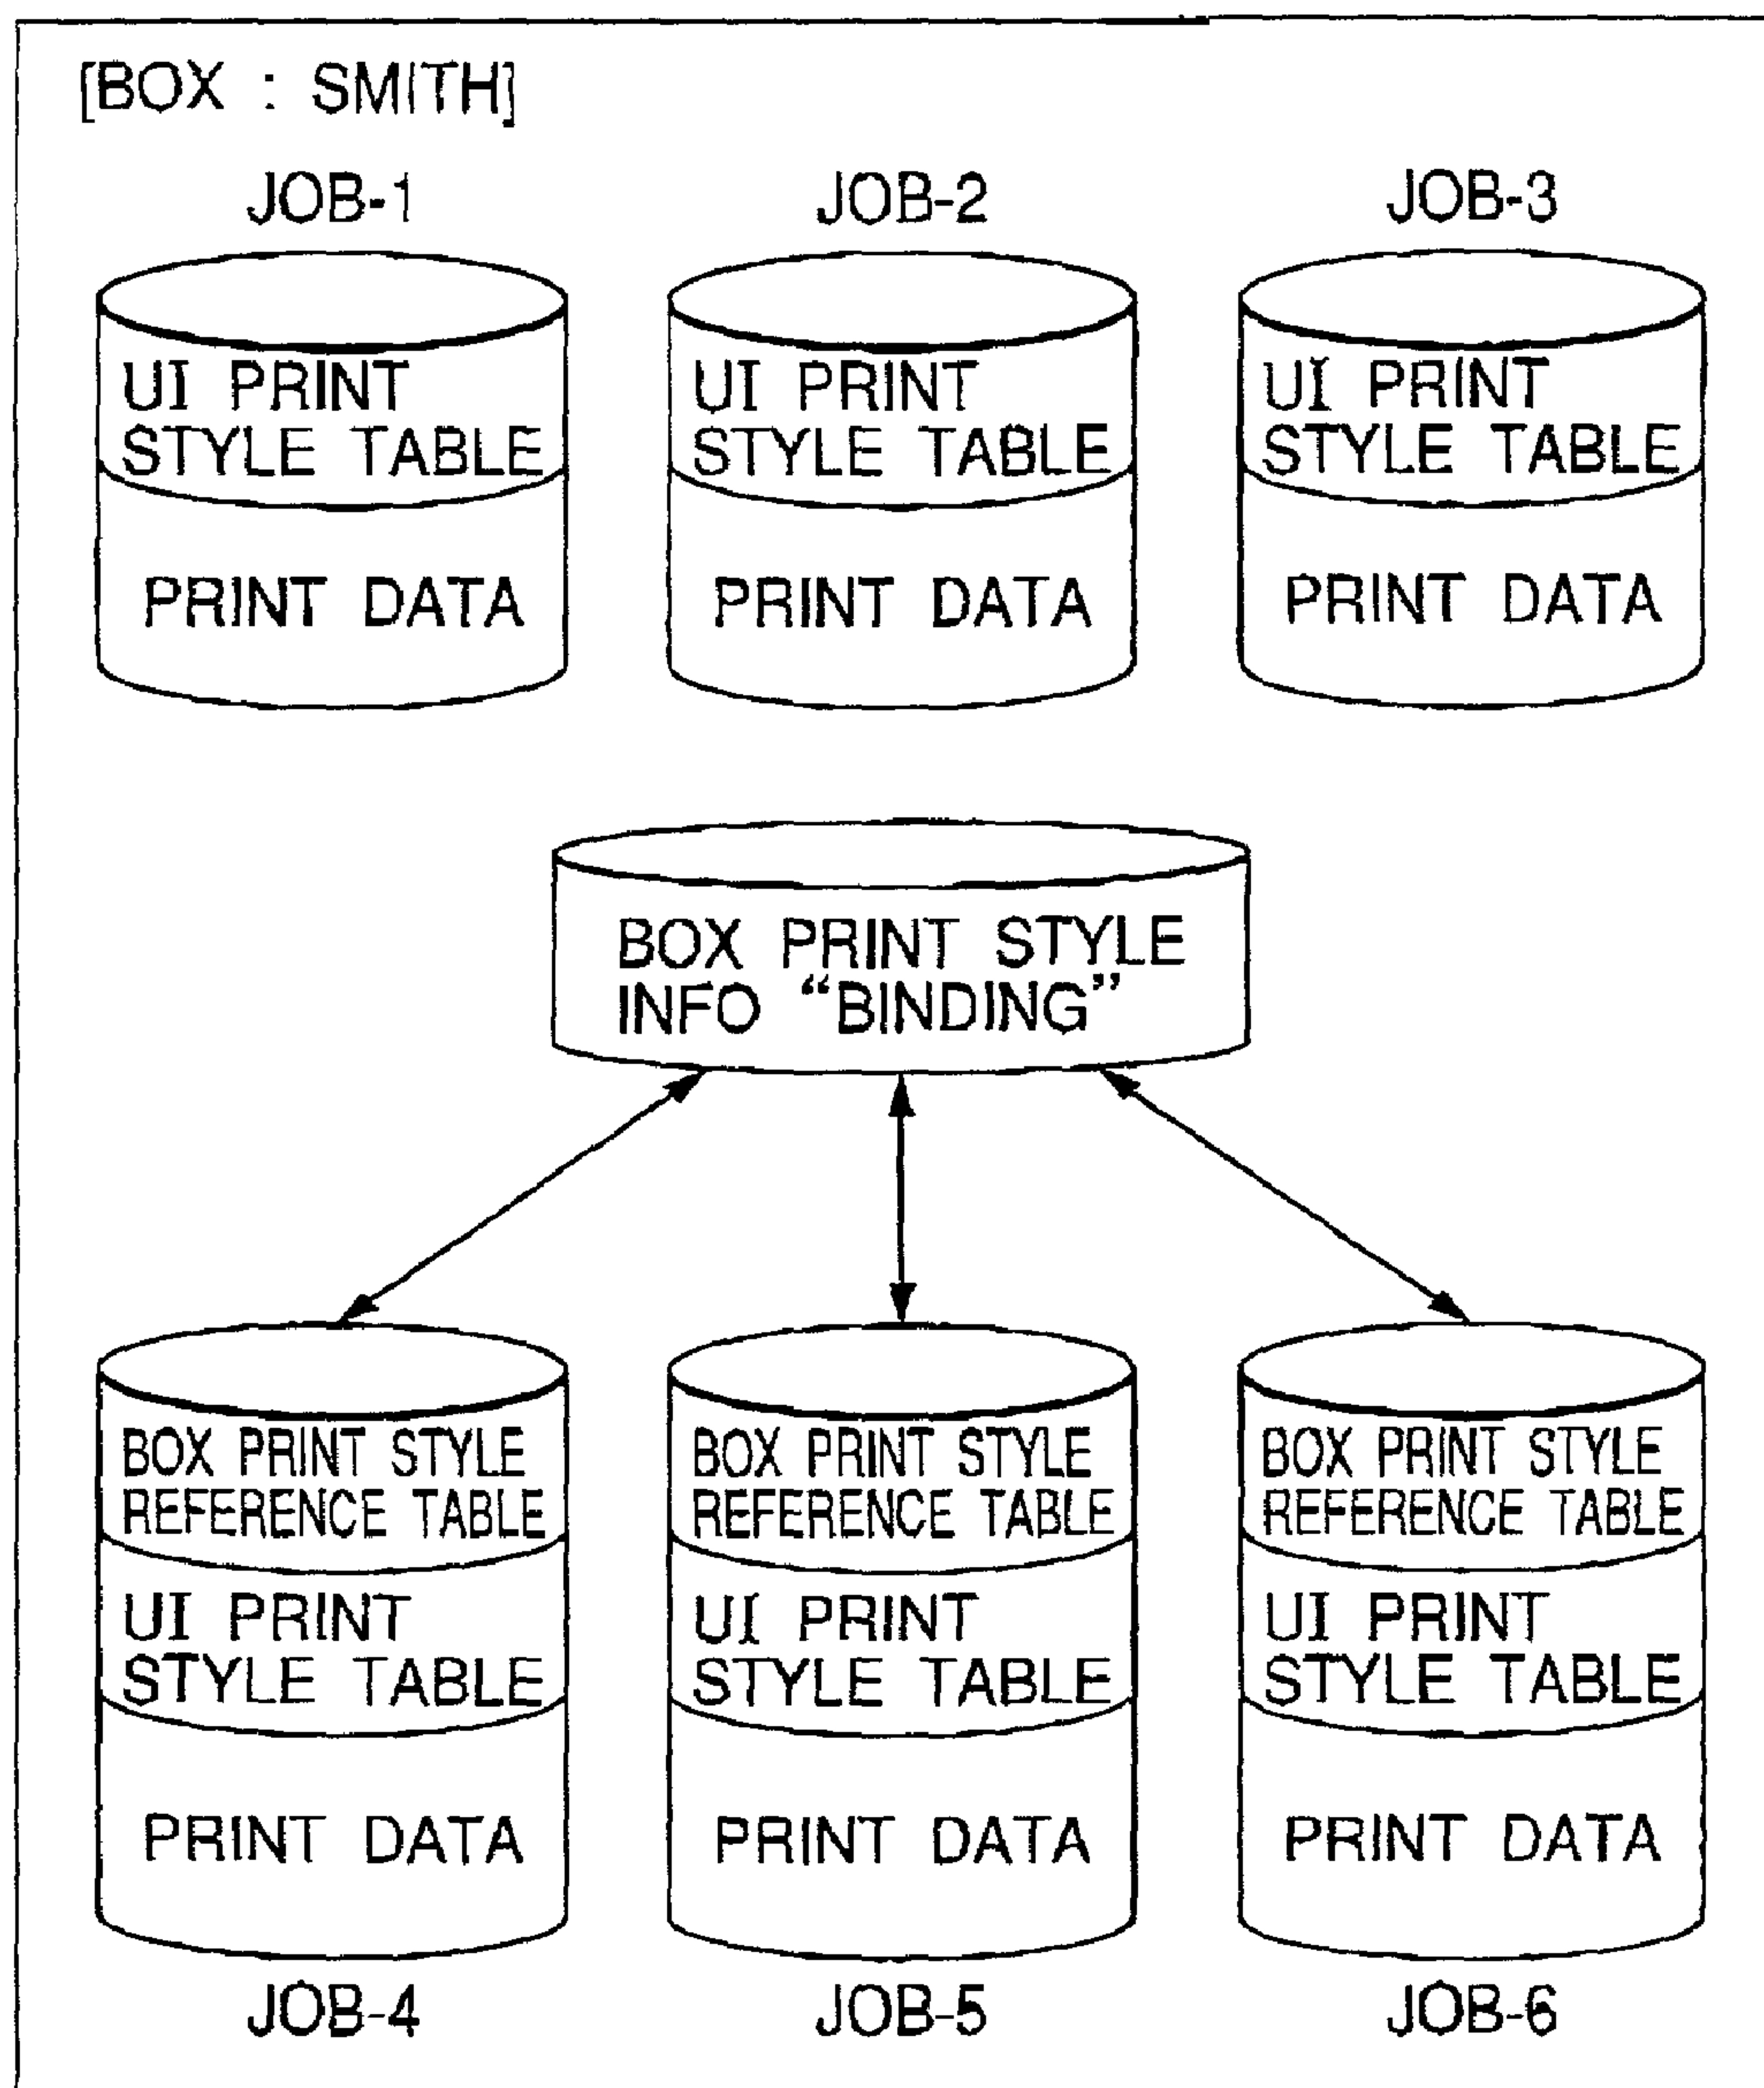 [BOX : SMITH]
JOB-1
JOB-2
JOB-3
UI PRINT
STYLE TABLE
PRINT DATA
UI PRINT
STYLE TABLE
PRINT DATA
UI PRINT
STYLE TABLE
PRINT DATA
BOX PRINT STYLE
INFO “BINDING”
BOX PRINT STYLE
REFERENCE TABLE
UI PRINT
STYLE TABLE
PRINT DATA
BOX PRINT STYLE
REFERENCE TABLE
UI PRINT
STYLE TABLE
PRINT DATA
BOX PRINT STYLE
REFERENCE TABLE
UI PRINT
STYLE TABLE
PRINT DATA
JOB-4
JOB-5
JOB-6